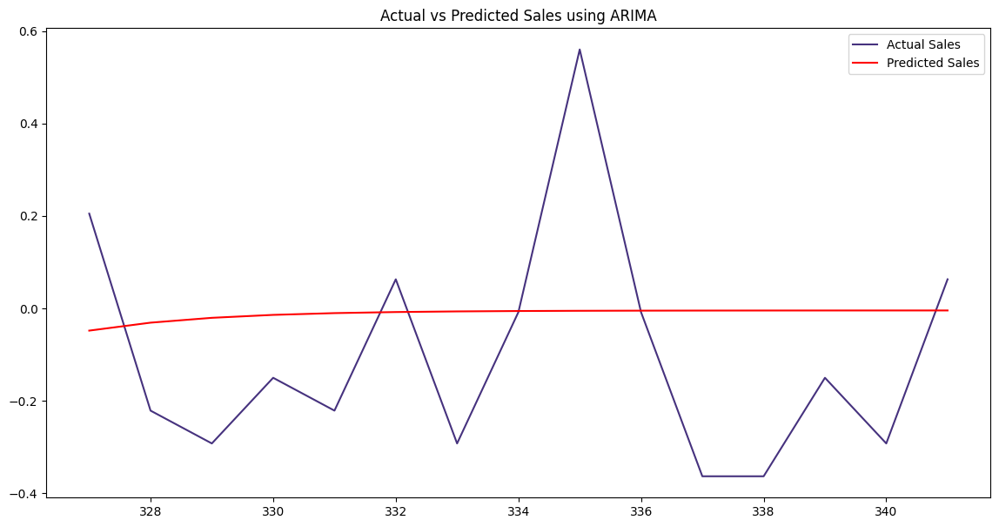 Actual vs Predicted Sales using ARIMA
Actual Sales
Predicted Sales
0.6
0.4
0.2
0.0
−0.2
−0.4
328 330 332 334 336 338 340